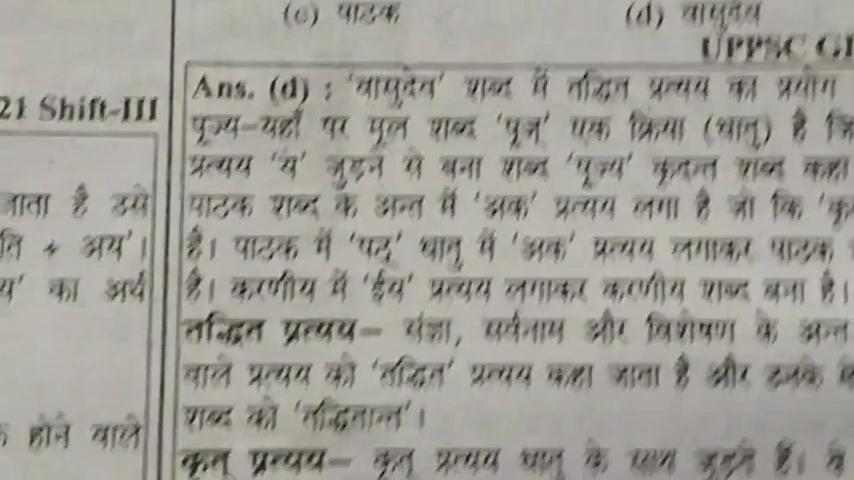 (c) पाठक (d) वासुदेव
UPPSC GI
21 Shift-III
जाता है उसे
ति + अय'।
य' का अर्थ
होने वाले
Ans. (d) : 'वासुदेव' शब्द में तद्धित प्रत्यय का प्रयोग
पूज्य-यहाँ पर मूल शब्द 'पूज्' एक क्रिया (धातु) है जि
प्रत्यय 'य' जुड़ने से बना शब्द 'पूज्य' कृदन्त शब्द कहा
पाठक शब्द के अन्त में 'अक' प्रत्यय लगा है जो कि 'कृ
है। पाठक में 'पठ्' धातु में 'अक' प्रत्यय लगाकर पाठक
है। करणीय में 'ईय' प्रत्यय लगाकर करणीय शब्द बना है।
तद्धित प्रत्यय– संज्ञा, सर्वनाम और विशेषण के अन्त
वाले प्रत्यय को 'तद्धित' प्रत्यय कहा जाता है और उनके
शब्द को 'तद्धितान्त'।
कृत् प्रत्यय– कृत् प्रत्यय धातु के साथ जुड़ते हैं। ये